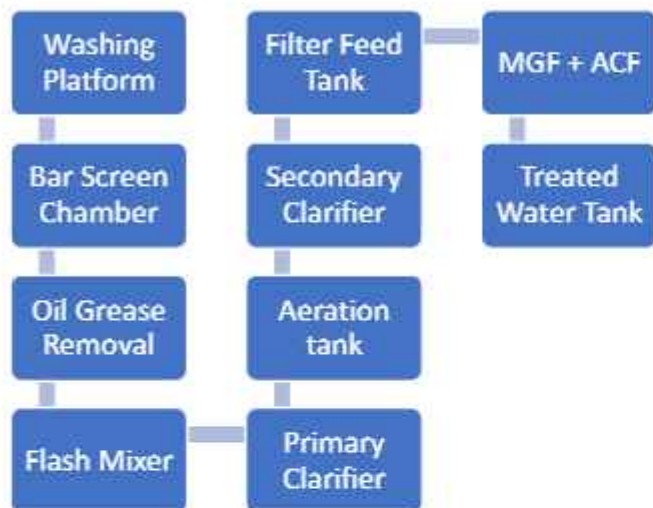 Washing
Platform
Bar Screen
Chamber
Oil Grease
Removal
Flash Mixer
Primary
Clarifier
Aeration
tank
Secondary
Clarifier
Filter Feed
Tank
MGF + ACF
Treated
Water Tank